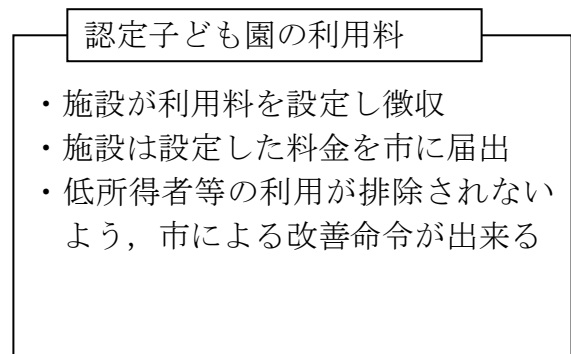 認定子ども園の利用料
・施設が利用料を設定し徴収
・施設は設定した料金を市に届出
・低所得者等の利用が排除されない
よう，市による改善命令が出来る